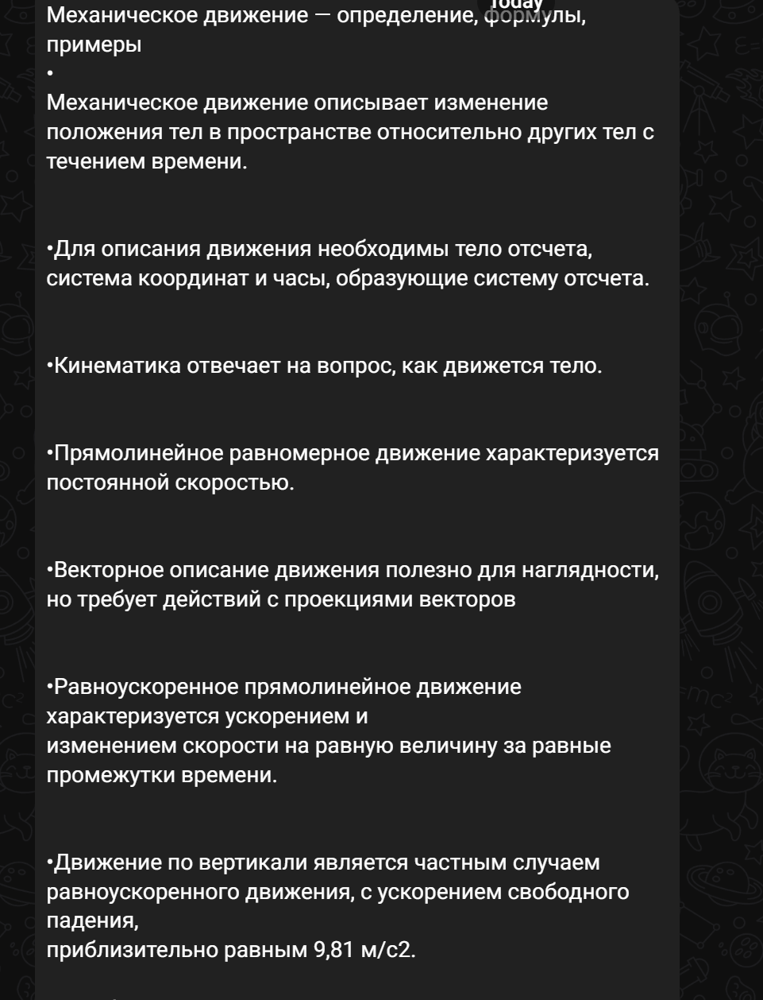 Today
Механическое движение — определение, формулы,
примеры
•
Механическое движение описывает изменение
положения тел в пространстве относительно других тел с
течением времени.
•Для описания движения необходимы тело отсчета,
система координат и часы, образующие систему отсчета.
•Кинематика отвечает на вопрос, как движется тело.
•Прямолинейное равномерное движение характеризуется
постоянной скоростью.
•Векторное описание движения полезно для наглядности,
но требует действий с проекциями векторов
•Равноускоренное прямолинейное движение
характеризуется ускорением и
изменением скорости на равную величину за равные
промежутки времени.
•Движение по вертикали является частным случаем
равноускоренного движения, с ускорением свободного
падения,
приблизительно равным 9,81 м/с2.